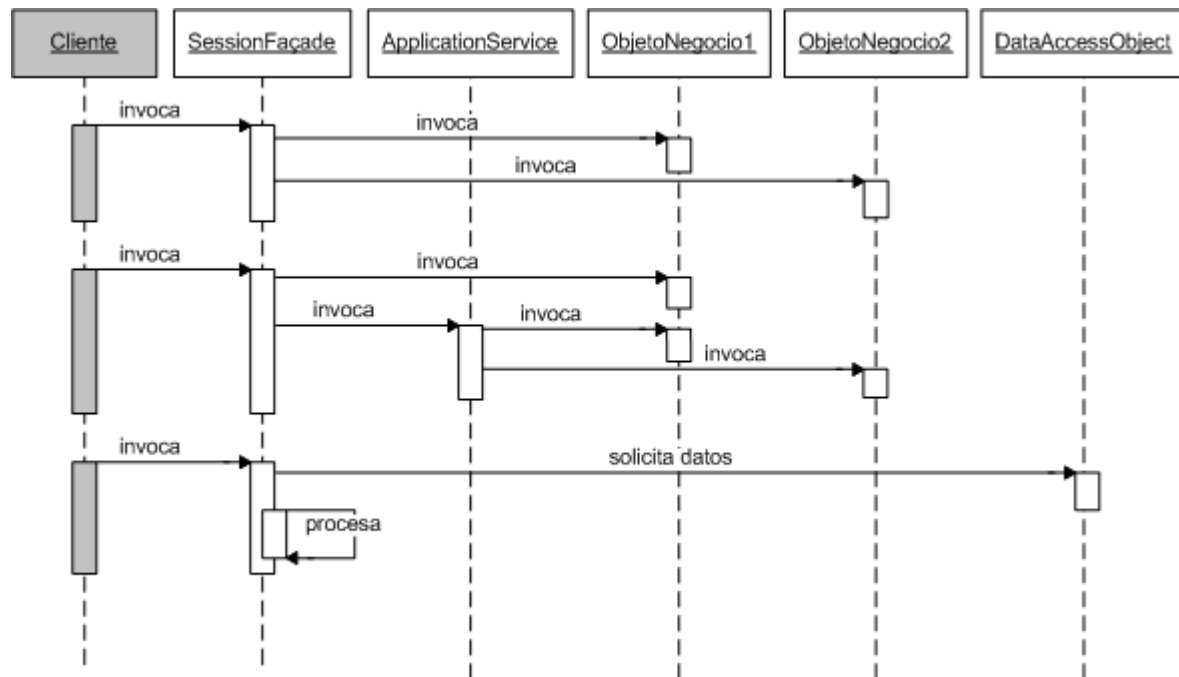 Cliente
SessionFaçade
ApplicationService
ObjetoNegocio1
ObjetoNegocio2
DataAccessObject
invoca
invoca
invoca
invoca
invoca
invoca
invoca
invoca
invoca
solicita datos
procesa